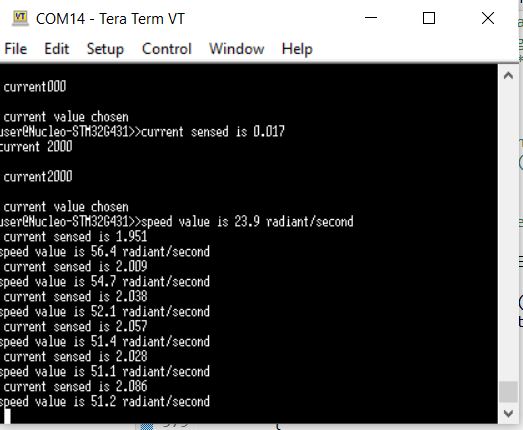 VT COM14 - Tera Term VT
File Edit Setup Control Window Help
current000
current value chosen
user@Nucleo-STM32G431>>current sensed is 0.017
current 2000
current2000
current value chosen
user@Nucleo-STM32G431>>speed value is 23.9 radiant/second
current sensed is 1.951
speed value is 56.4 radiant/second
current sensed is 2.009
speed value is 54.7 radiant/second
current sensed is 2.038
speed value is 52.1 radiant/second
current sensed is 2.057
speed value is 51.4 radiant/second
current sensed is 2.028
speed value is 51.1 radiant/second
current sensed is 2.086
speed value is 51.2 radiant/second